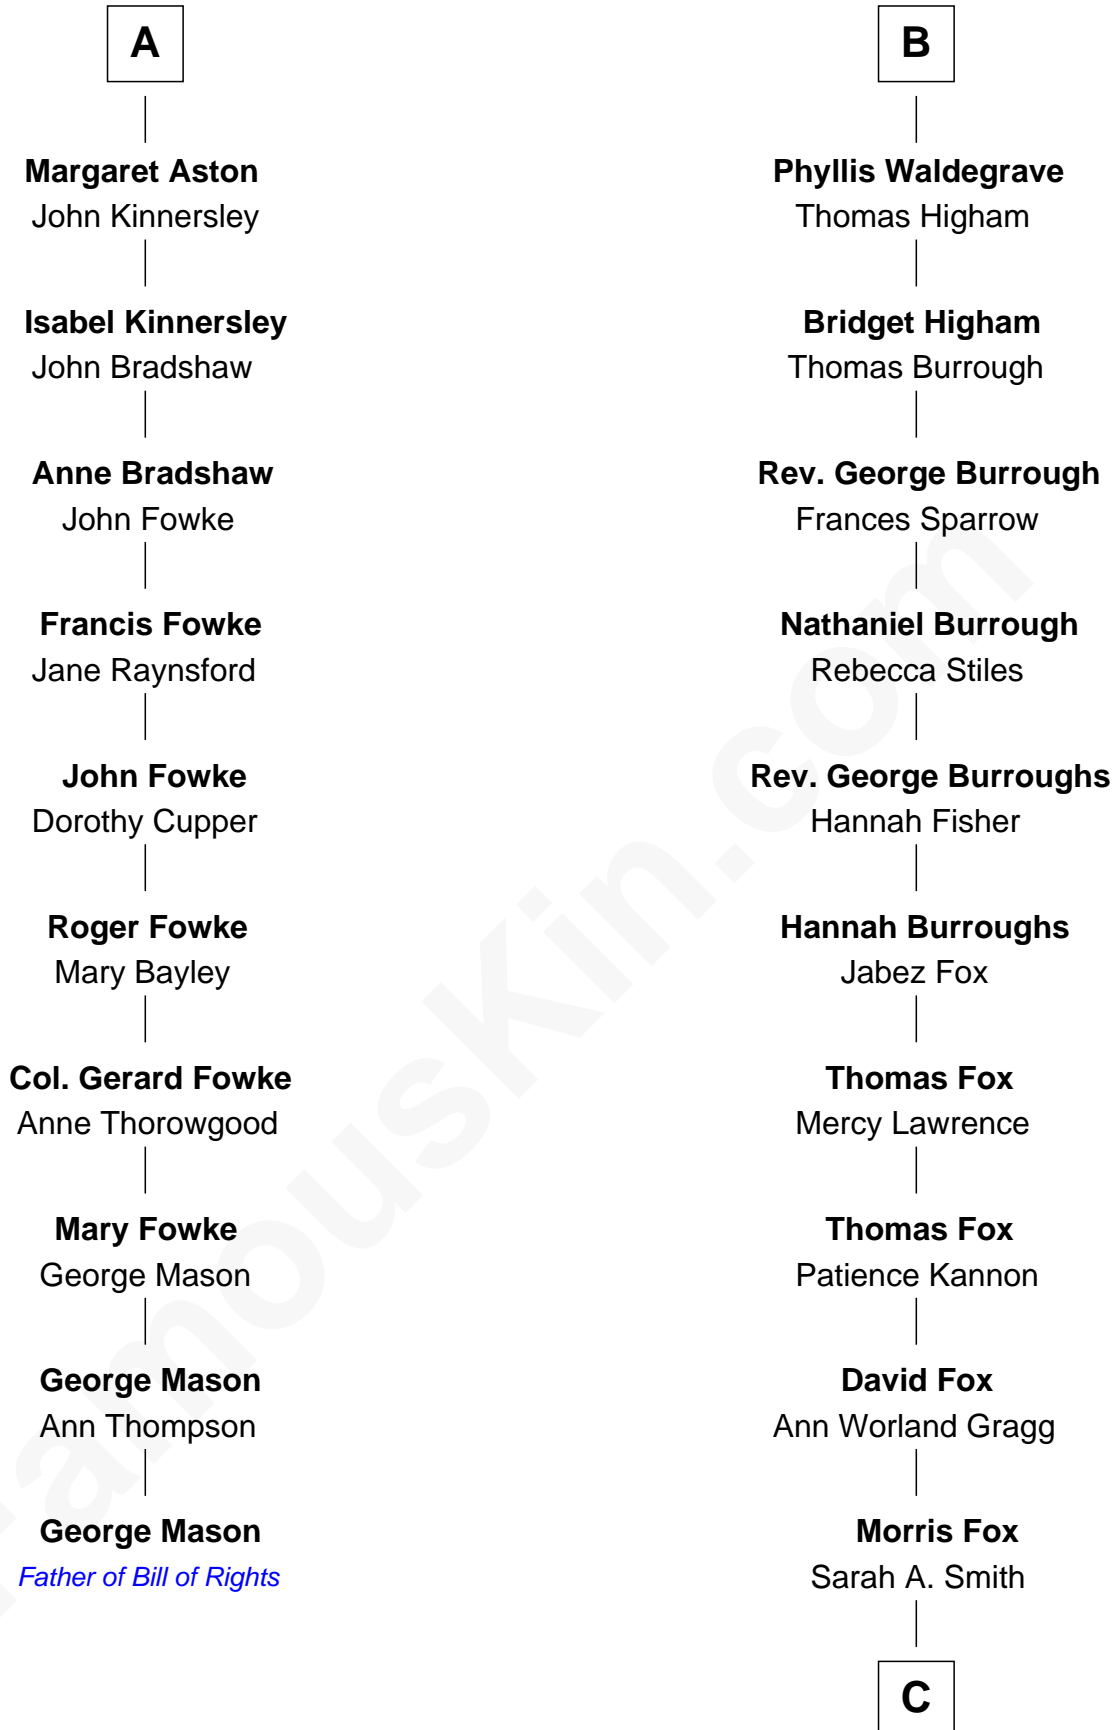 A
Margaret Aston
John Kinnersley
Isabel Kinnersley
John Bradshaw
Anne Bradshaw
John Fowke
Francis Fowke
Jane Raynsford
John Fowke
Dorothy Cupper
Roger Fowke
Mary Bayley
Col. Gerard Fowke
Anne Thorowgood
Mary Fowke
George Mason
George Mason
Ann Thompson
George Mason
Father of Bill of Rights
B
Phyllis Waldegrave
Thomas Higham
Bridget Higham
Thomas Burrough
Rev. George Burrough
Frances Sparrow
Nathaniel Burrough
Rebecca Stiles
Rev. George Burroughs
Hannah Fisher
Hannah Burroughs
Jabez Fox
Thomas Fox
Mercy Lawrence
Thomas Fox
Patience Kannon
David Fox
Ann Worland Gragg
Morris Fox
Sarah A. Smith
C
FamousKin.com